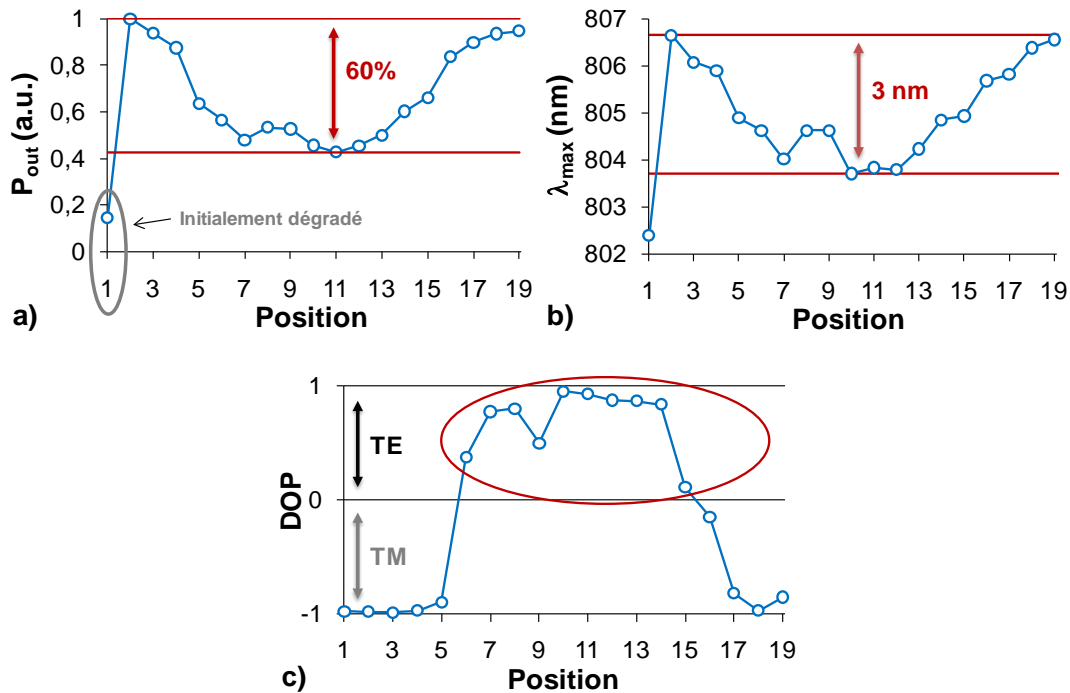 P_out (a.u.)
1
0,8
0,6
0,4
0,2
0
60%
Initialement dégradé
1 3 5 7 9 11 13 15 17 19
Position
a)
λ_max (nm)
807
806
805
804
803
802
3 nm
1 3 5 7 9 11 13 15 17 19
Position
b)
DOP
1
0
-1
TE
TM
1 3 5 7 9 11 13 15 17 19
Position
c)